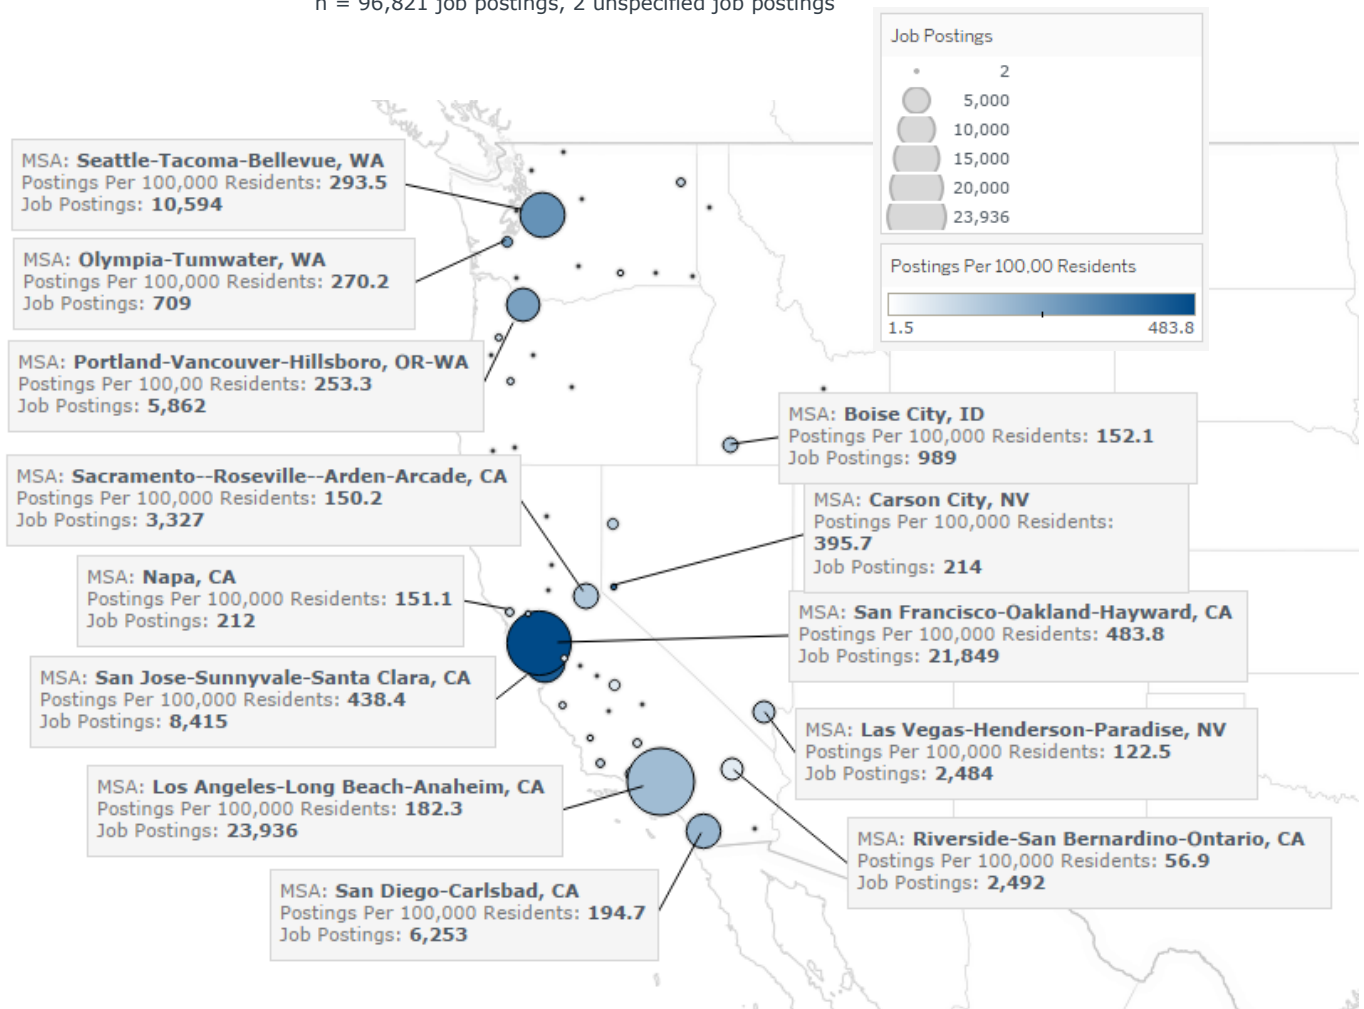 n = 96,821 job postings, 2 unspecified job postings
Job Postings
2
5,000
10,000
15,000
20,000
23,936
Postings Per 100,00 Residents
1.5 483.8
MSA: Seattle-Tacoma-Bellevue, WA
Postings Per 100,000 Residents: 293.5
Job Postings: 10,594
MSA: Olympia-Tumwater, WA
Postings Per 100,000 Residents: 270.2
Job Postings: 709
MSA: Portland-Vancouver-Hillsboro, OR-WA
Postings Per 100,00 Residents: 253.3
Job Postings: 5,862
MSA: Boise City, ID
Postings Per 100,000 Residents: 152.1
Job Postings: 989
MSA: Sacramento--Roseville--Arden-Arcade, CA
Postings Per 100,000 Residents: 150.2
Job Postings: 3,327
MSA: Carson City, NV
Postings Per 100,000 Residents:
395.7
Job Postings: 214
MSA: Napa, CA
Postings Per 100,000 Residents: 151.1
Job Postings: 212
MSA: San Francisco-Oakland-Hayward, CA
Postings Per 100,000 Residents: 483.8
Job Postings: 21,849
MSA: San Jose-Sunnyvale-Santa Clara, CA
Postings Per 100,000 Residents: 438.4
Job Postings: 8,415
MSA: Las Vegas-Henderson-Paradise, NV
Postings Per 100,000 Residents: 122.5
Job Postings: 2,484
MSA: Los Angeles-Long Beach-Anaheim, CA
Postings Per 100,000 Residents: 182.3
Job Postings: 23,936
MSA: Riverside-San Bernardino-Ontario, CA
Postings Per 100,000 Residents: 56.9
Job Postings: 2,492
MSA: San Diego-Carlsbad, CA
Postings Per 100,000 Residents: 194.7
Job Postings: 6,253